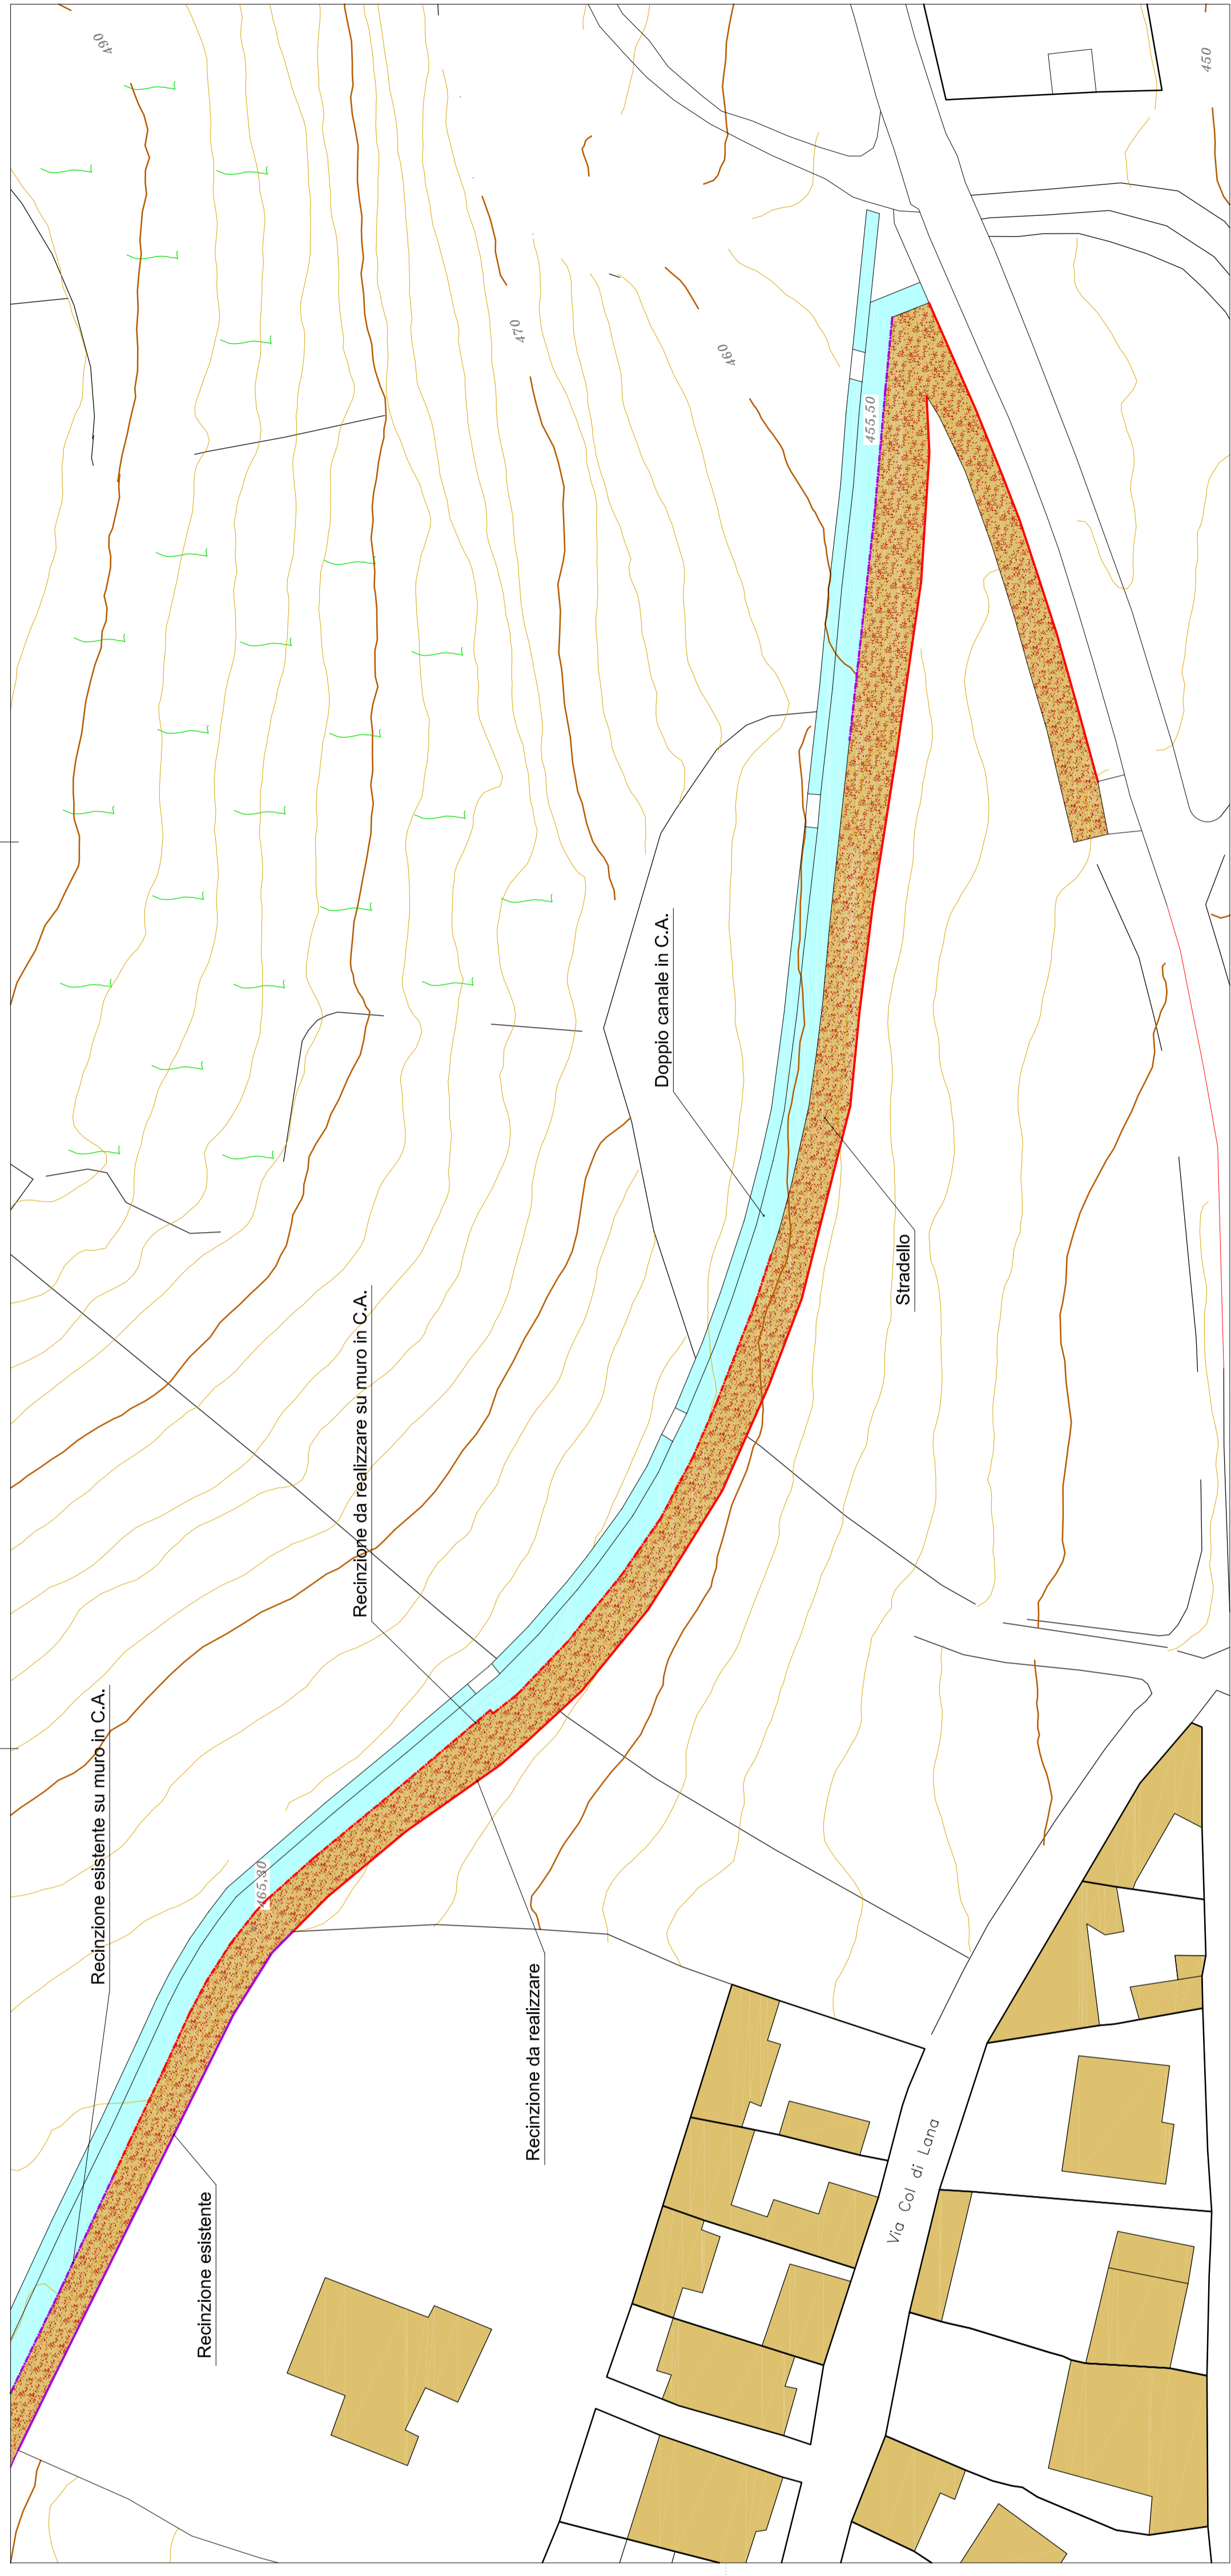 490
450
470
460
455,50
Doppio canale in C.A.
Stradello
Recinzione da realizzare su muro in C.A.
Recinzione esistente su muro in C.A.
465,80
Recinzione da realizzare
Recinzione esistente
Via Col di Lana